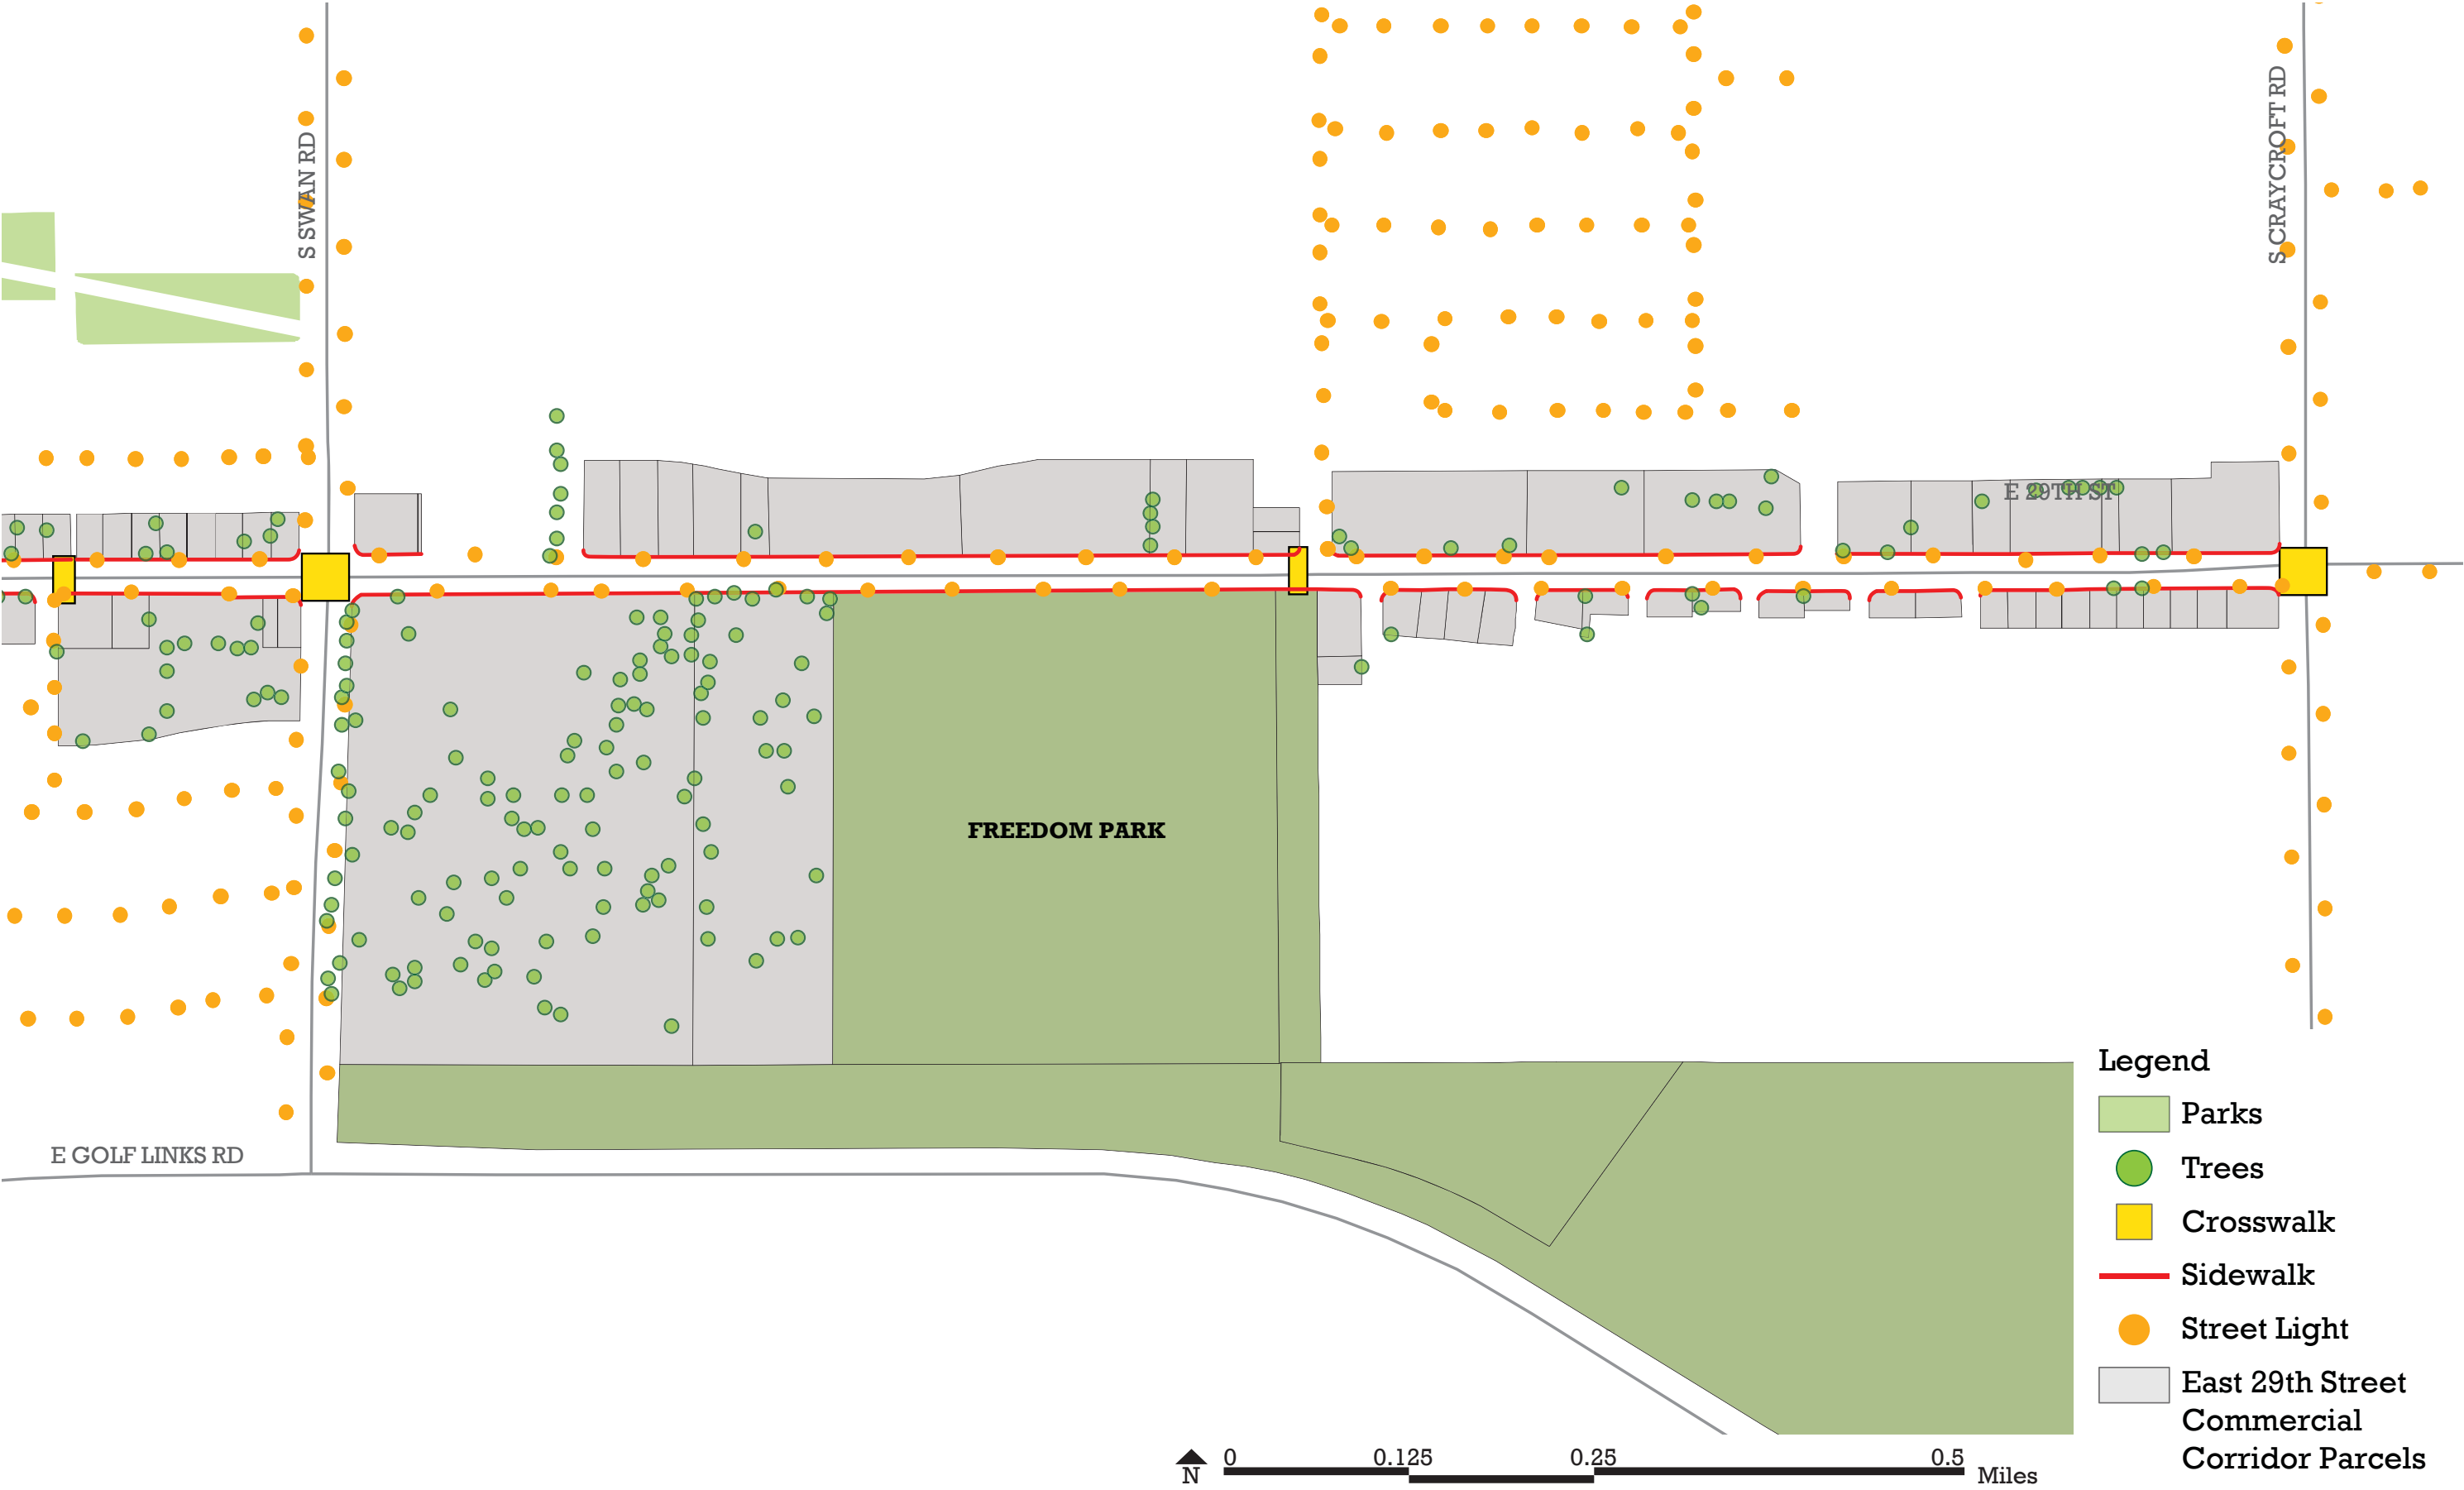 S SWAN RD
S CRAYCROFT RD
E 29TH ST
FREEDOM PARK
E GOLF LINKS RD
Legend
Parks
Trees
Crosswalk
Sidewalk
Street Light
East 29th Street
Commercial
Corridor Parcels
N
0 0.125 0.25 0.5
Miles